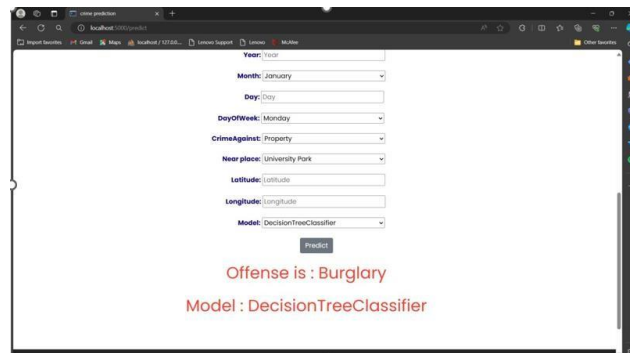 crime prediction
localhost:5000/predict
Import favorites Gmail Maps localhost / 127.0.0... Lenovo Support Lenovo McAfee Other favorites
Year: Year
Month: January
Day: Day
DayOfWeek: Monday
CrimeAgainst: Property
Near place: University Park
Latitude: Latitude
Longitude: Longitude
Model: DecisionTreeClassifier
Predict
Offense is : Burglary
Model : DecisionTreeClassifier